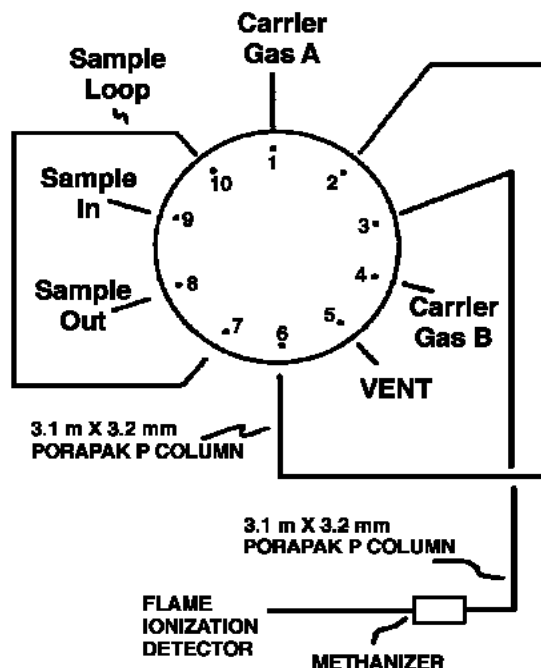 Carrier
Gas A
Sample
Loop
1
2
10
Sample
In
9
3
8
4
Sample
Out
Carrier
Gas B
7
6
5
VENT
3.1 m X 3.2 mm
PORAPAK P COLUMN
3.1 m X 3.2 mm
PORAPAK P COLUMN
FLAME
IONIZATION
DETECTOR
METHANIZER